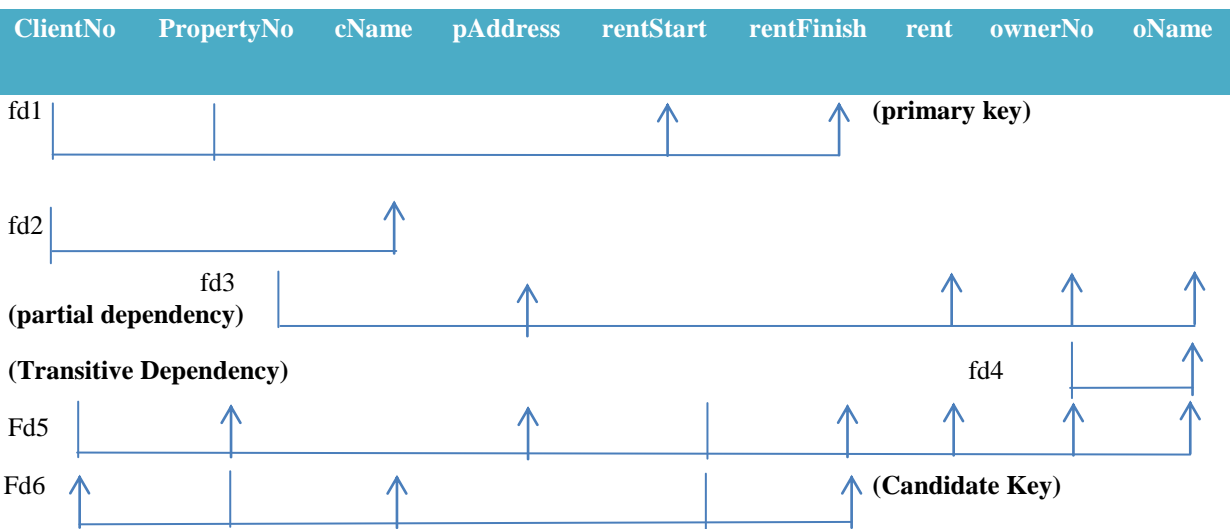 ClientNo PropertyNo cName pAddress rentStart rentFinish rent ownerNo oName
fd1 (primary key)
fd2
fd3
(partial dependency)
(Transitive Dependency) fd4
Fd5
Fd6 (Candidate Key)